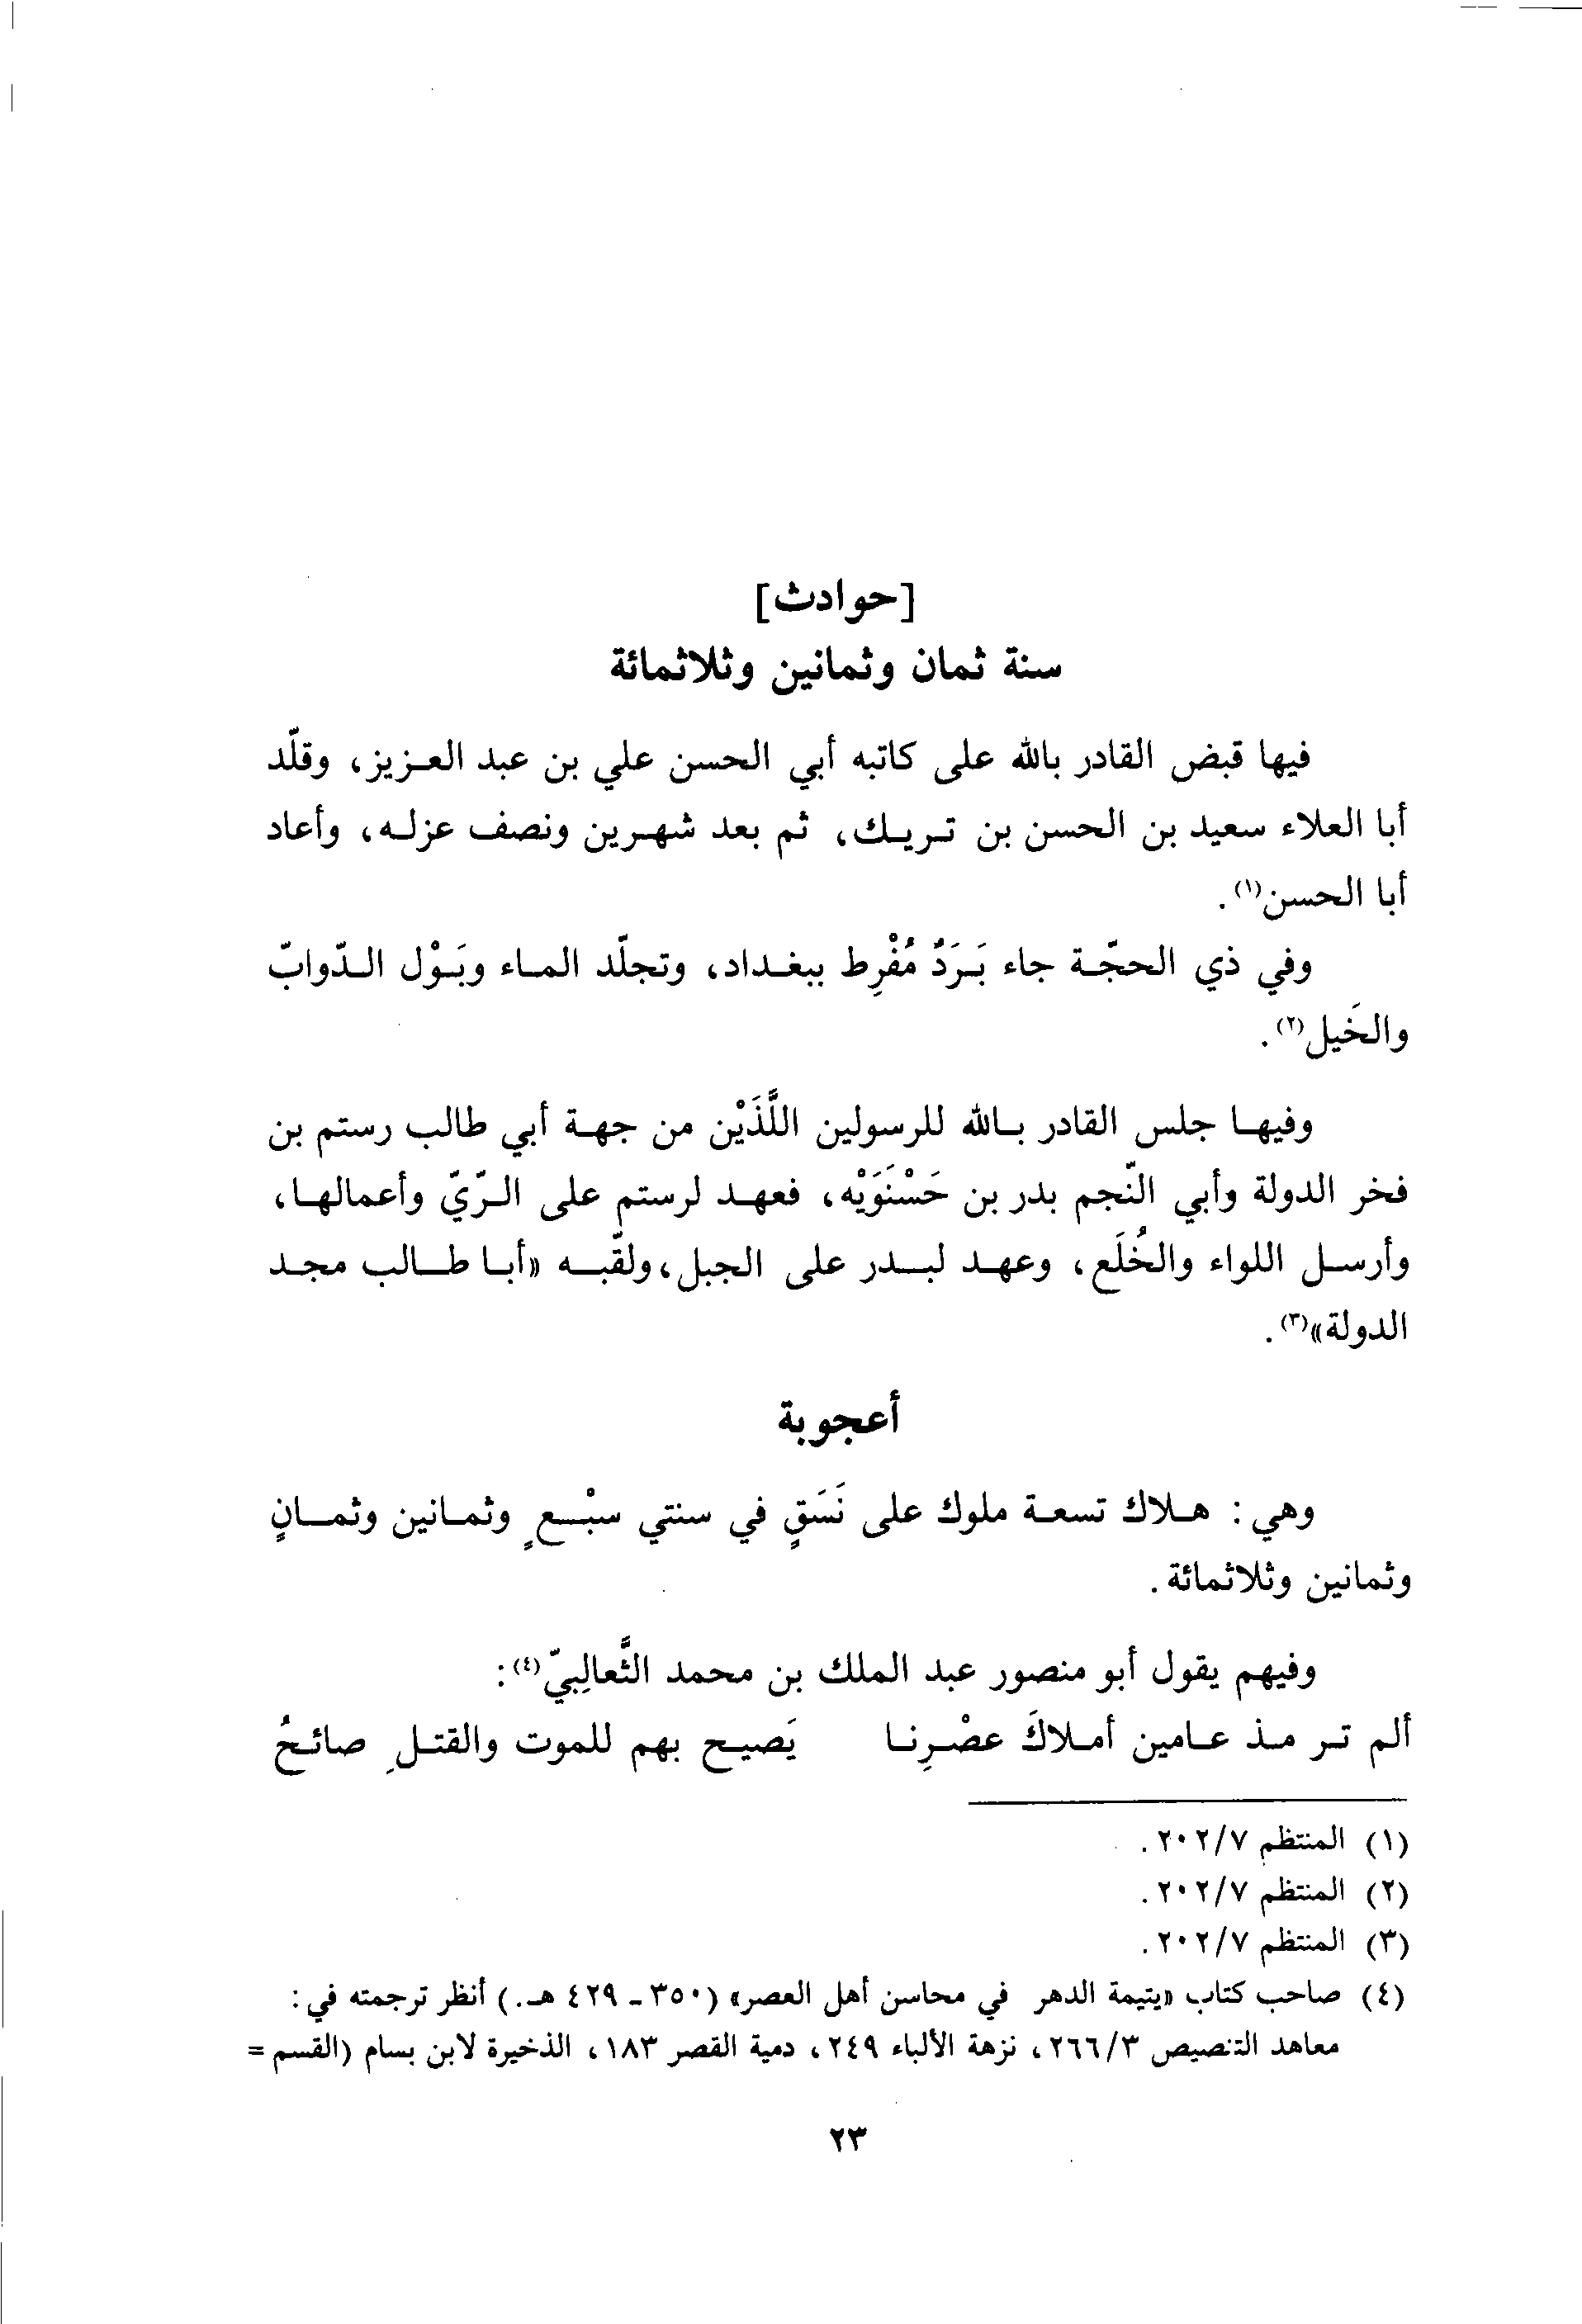 [حوادث]
سنة ثمان وثمانين وثلاثمائة
فيها قبض القادر بالله على كاتبه أبي الحسن علي بن عبد العزيز، وقلّد
أبا العلاء سعيد بن الحسن بن تريك، ثم بعد شهرين ونصف عزله، وأعاد
أبا الحسن(١).
وفي ذي الحجّة جاء بَرَدٌ مُفْرِط ببغداد، وتجلّد الماء وبَوْل الدّوابّ
والخَيل(٢).
وفيها جلس القادر بالله للرسولين اللَّذَيْن من جهة أبي طالب رستم بن
فخر الدولة وأبي النّجم بدر بن حَسْنَوَيْه، فعهد لرستم على الرّيّ وأعمالها،
وأرسل اللواء والخُلَع، وعهد لبدر على الجبل، ولقّبه «أبا طالب مجد
الدولة»(٣).
أعجوبة
وهي: هلاك تسعة ملوك على نَسَقٍ في سنتي سبْعٍ وثمانين وثمانٍ
وثمانين وثلاثمائة.
وفيهم يقول أبو منصور عبد الملك بن محمد الثَّعالِبيّ(٤):
ألم تر مذ عامين أملاكَ عصْرِنا يَصيح بهم للموت والقتلِ صائحُ
(١) المنتظم ٢٠٢/٧.
(٢) المنتظم ٢٠٢/٧.
(٣) المنتظم ٢٠٢/٧.
(٤) صاحب كتاب «يتيمة الدهر في محاسن أهل العصر» (٣٥٠ - ٤٢٩ هـ.) أنظر ترجمته في:
معاهد التنصيص ٢٦٦/٣، نزهة الألباء ٢٤٩، دمية القصر ١٨٣، الذخيرة لابن بسام (القسم =
٢٣